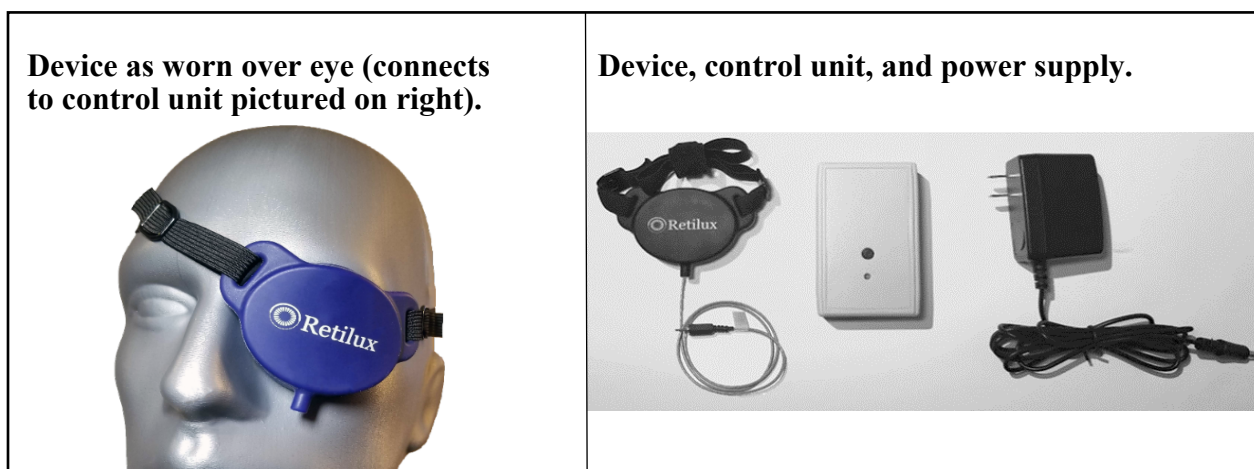 Device as worn over eye (connects
to control unit pictured on right).
Device, control unit, and power supply.
Retilux
Retilux